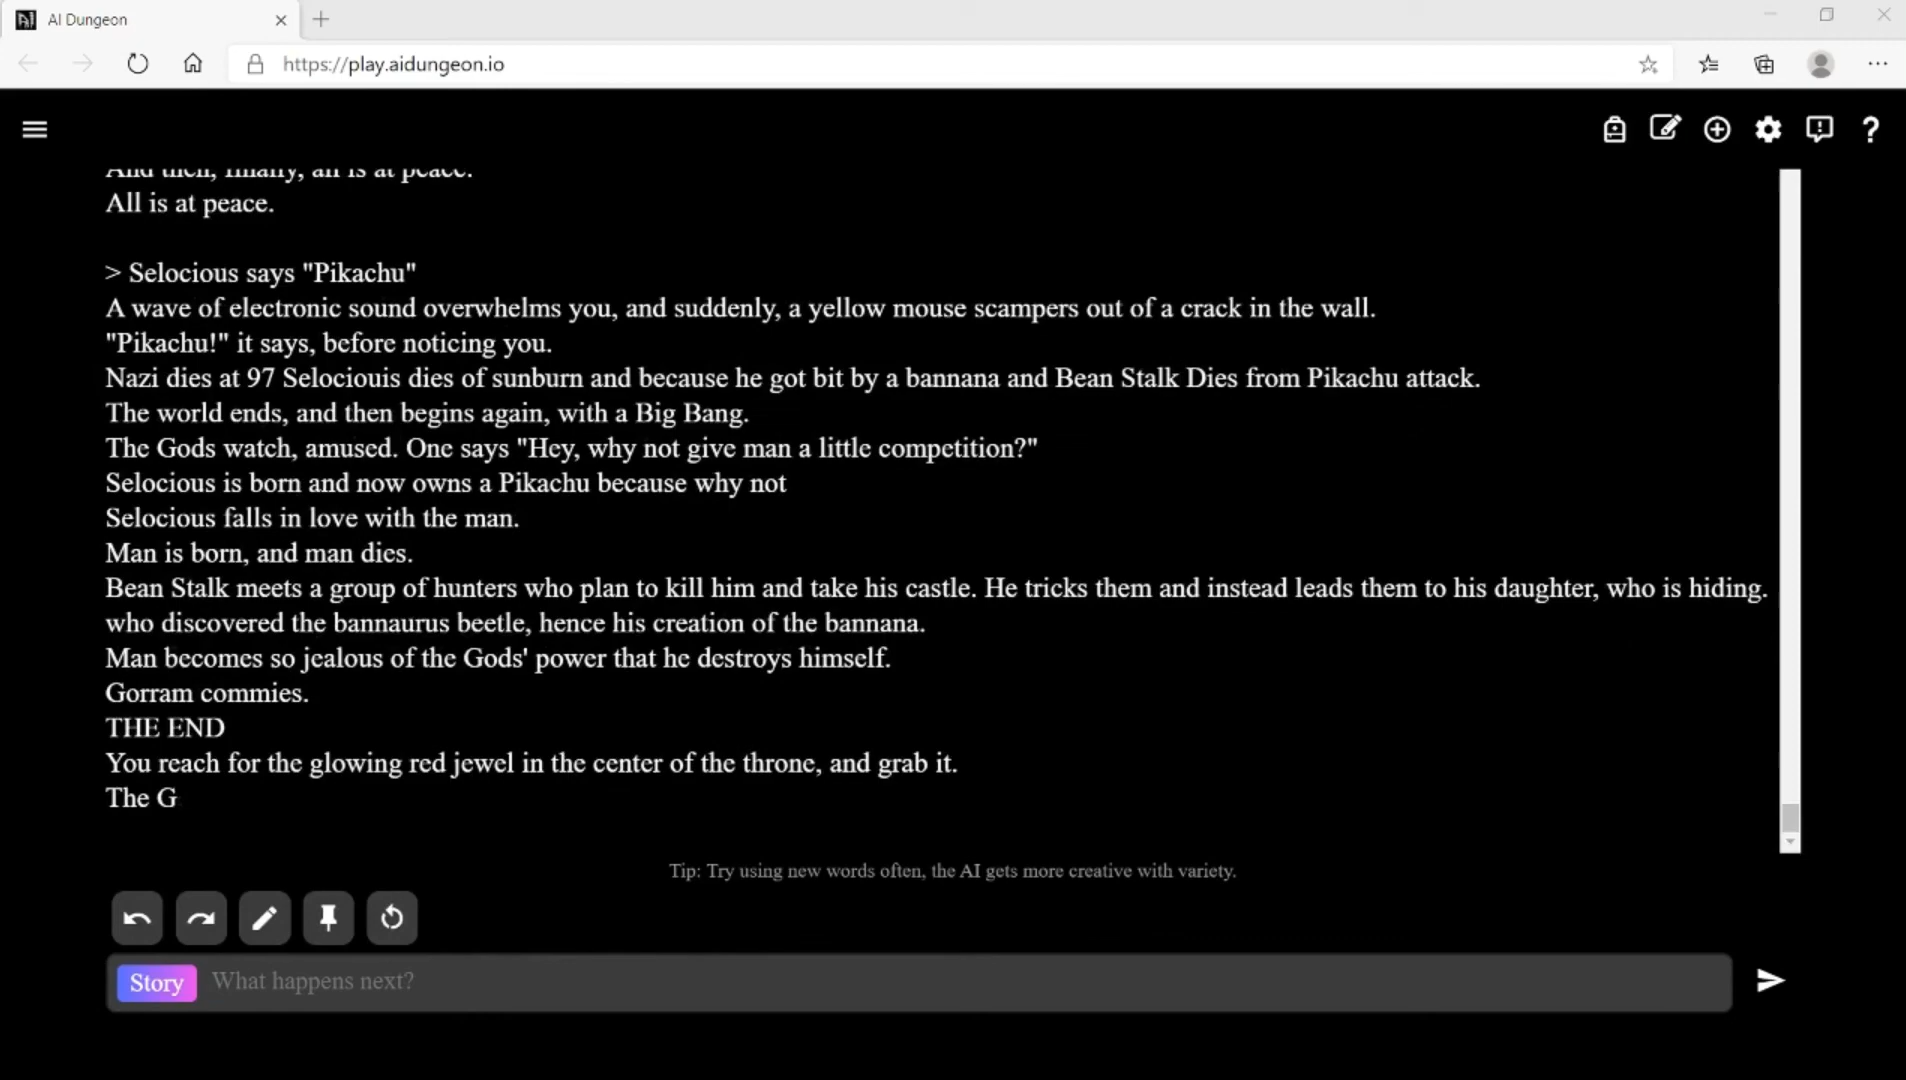 AI Dungeon
https://play.aidungeon.io
And then, finally, all is at peace.
All is at peace.
> Selocious says "Pikachu"
A wave of electronic sound overwhelms you, and suddenly, a yellow mouse scampers out of a crack in the wall.
"Pikachu!" it says, before noticing you.
Nazi dies at 97 Selociouis dies of sunburn and because he got bit by a bannana and Bean Stalk Dies from Pikachu attack.
The world ends, and then begins again, with a Big Bang.
The Gods watch, amused. One says "Hey, why not give man a little competition?"
Selocious is born and now owns a Pikachu because why not
Selocious falls in love with the man.
Man is born, and man dies.
Bean Stalk meets a group of hunters who plan to kill him and take his castle. He tricks them and instead leads them to his daughter, who is hiding.
who discovered the bannaurus beetle, hence his creation of the bannana.
Man becomes so jealous of the Gods' power that he destroys himself.
Gorram commies.
THE END
You reach for the glowing red jewel in the center of the throne, and grab it.
The G
Tip: Try using new words often, the AI gets more creative with variety.
Story What happens next?